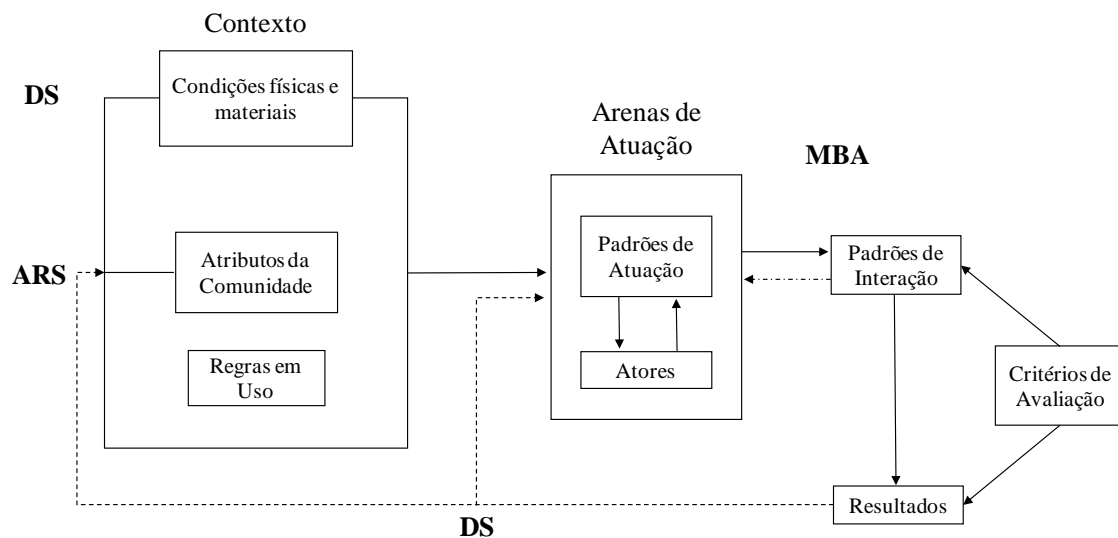 Contexto
Condições físicas e
materiais
DS
Arenas de
Atuação
MBA
Padrões de
Atuação
Atributos da
Comunidade
ARS
Padrões de
Interação
Regras em
Uso
Atores
Critérios de
Avaliação
Resultados
DS